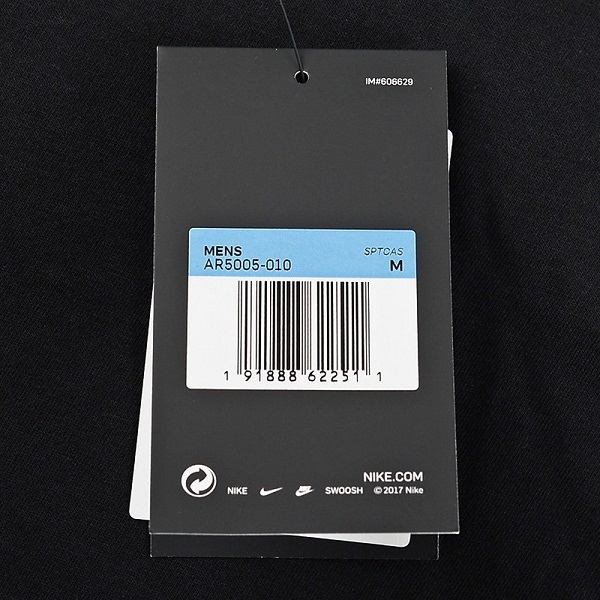 IM#606629
MENS
SPTCAS
AR5005-010
M
1 91888 62251 1
NIKE.COM
NIKE
SWOOSH
© 2017 Nike